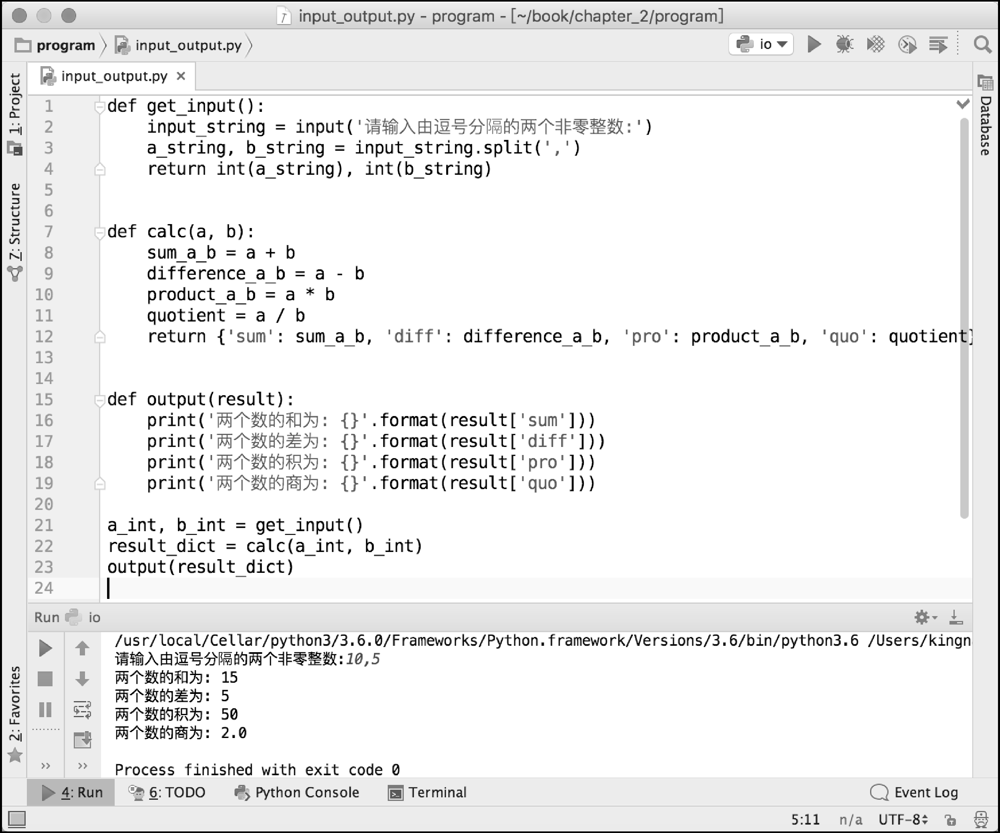 input_output.py - program - [~/book/chapter_2/program]
program input_output.py io
input_output.py
1: Project
7: Structure
2: Favorites
Database
1 def get_input():
2 input_string = input('请输入由逗号分隔的两个非零整数:')
3 a_string, b_string = input_string.split(',')
4 return int(a_string), int(b_string)
5
6
7 def calc(a, b):
8 sum_a_b = a + b
9 difference_a_b = a - b
10 product_a_b = a * b
11 quotient = a / b
12 return {'sum': sum_a_b, 'diff': difference_a_b, 'pro': product_a_b, 'quo': quotient}
13
14
15 def output(result):
16 print('两个数的和为: {}'.format(result['sum']))
17 print('两个数的差为: {}'.format(result['diff']))
18 print('两个数的积为: {}'.format(result['pro']))
19 print('两个数的商为: {}'.format(result['quo']))
20
21 a_int, b_int = get_input()
22 result_dict = calc(a_int, b_int)
23 output(result_dict)
24
Run io
/usr/local/Cellar/python3/3.6.0/Frameworks/Python.framework/Versions/3.6/bin/python3.6 /Users/kingn
请输入由逗号分隔的两个非零整数:10,5
两个数的和为: 15
两个数的差为: 5
两个数的积为: 50
两个数的商为: 2.0
Process finished with exit code 0
4: Run 6: TODO Python Console Terminal Event Log
5:11 n/a UTF-8